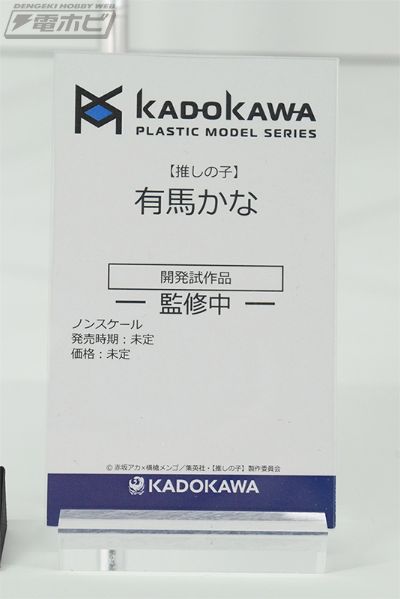 DENGEKI HOBBY WEB
電ホビ
KADOKAWA
PLASTIC MODEL SERIES
【推しの子】
有馬かな
開発試作品
監修中
ノンスケール
発売時期：未定
価格：未定
© 赤坂アカ×横槍メンゴ／集英社・【推しの子】製作委員会
KADOKAWA